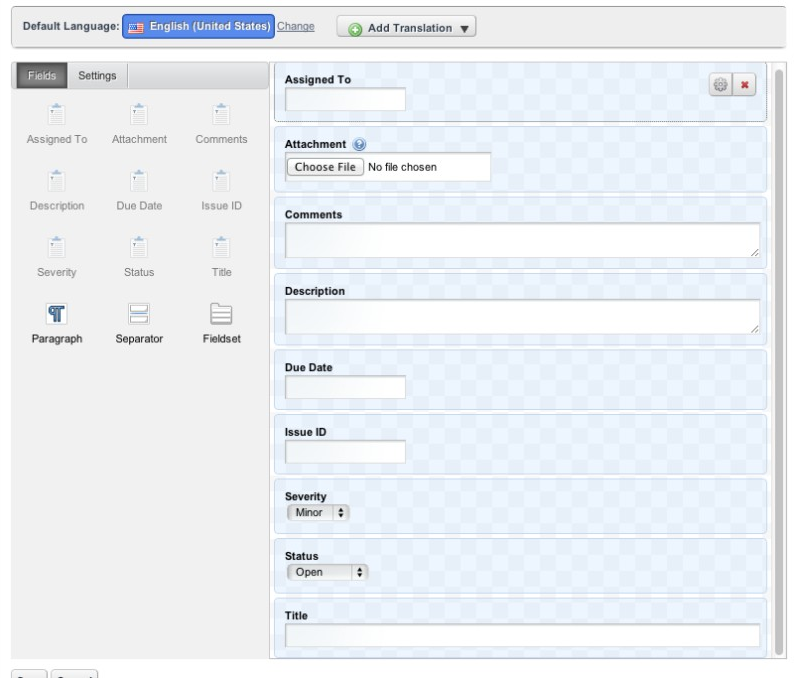 Default Language: English (United States) Change Add Translation
Fields Settings
Assigned To Attachment Comments
Description Due Date Issue ID
Severity Status Title
Paragraph Separator Fieldset
Assigned To
Attachment
Choose File No file chosen
Comments
Description
Due Date
Issue ID
Severity
Minor
Status
Open
Title